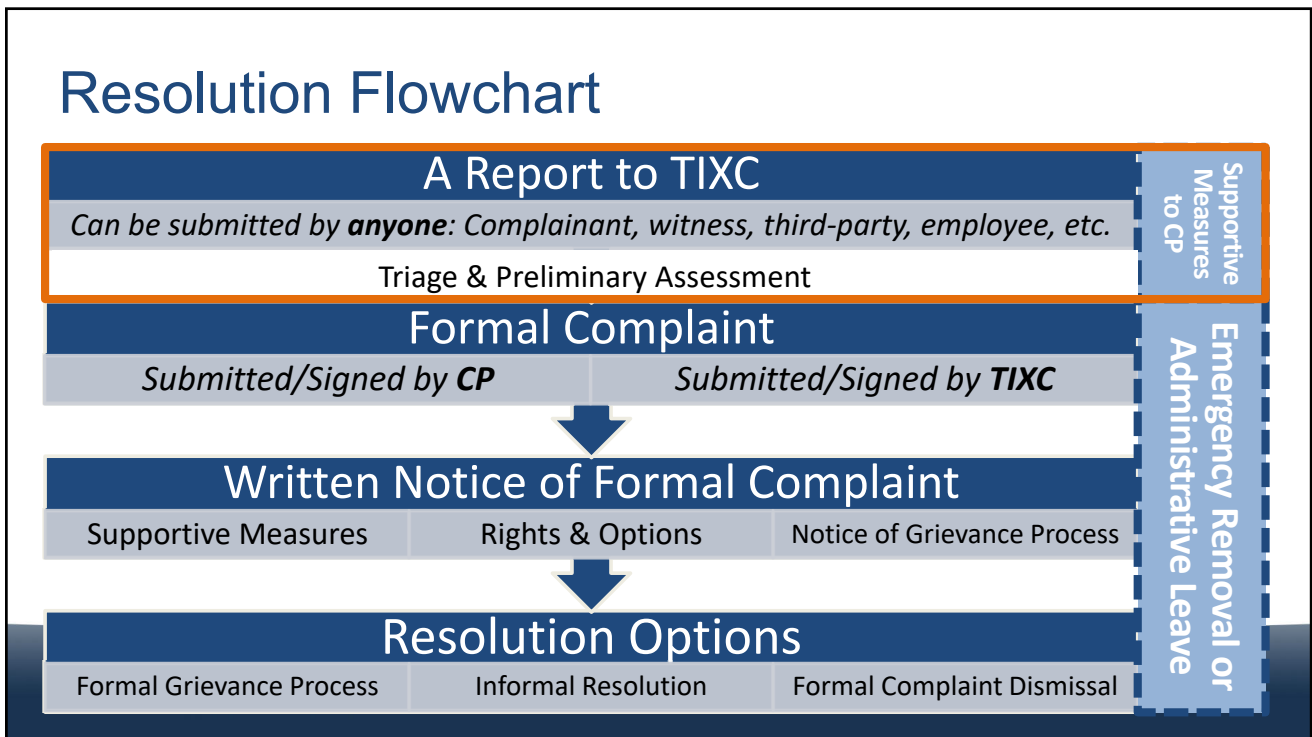 Resolution Flowchart
A Report to TIXC
Can be submitted by anyone: Complainant, witness, third-party, employee, etc.
Triage & Preliminary Assessment
Supportive
Measures
to CP
Formal Complaint
Submitted/Signed by CP
Submitted/Signed by TIXC
Written Notice of Formal Complaint
Supportive Measures
Rights & Options
Notice of Grievance Process
Resolution Options
Formal Grievance Process
Informal Resolution
Formal Complaint Dismissal
Emergency Removal or
Administrative Leave